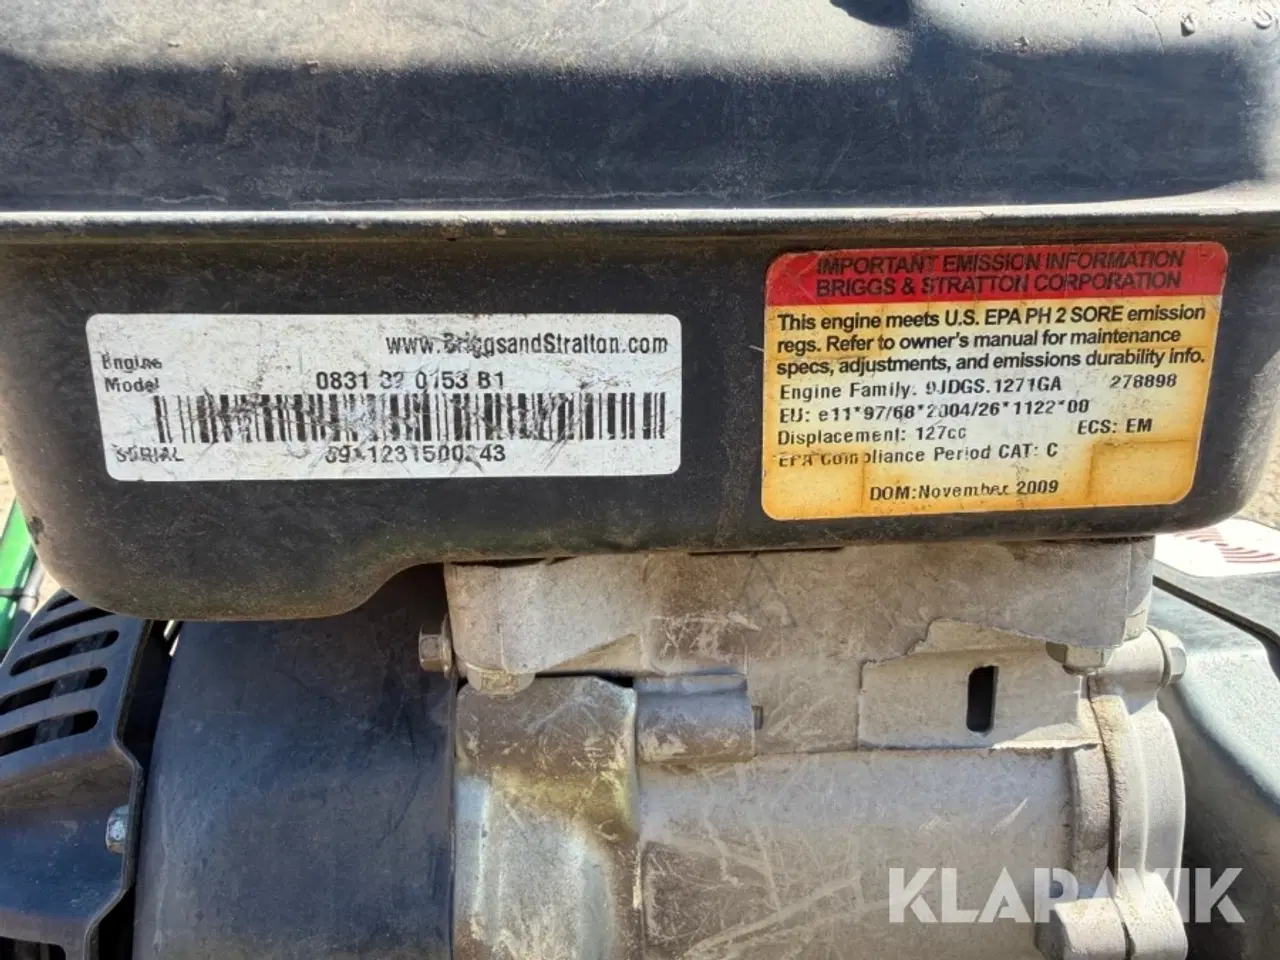 www.BriggsandStratton.com
Engine
Model 0831 32 0153 B1
SERIAL
IMPORTANT EMISSION INFORMATION
BRIGGS & STRATTON CORPORATION
This engine meets U.S. EPA PH 2 SORE emission
regs. Refer to owner's manual for maintenance
specs, adjustments, and emissions durability info.
Engine Family. 9JDGS.1271GA 278898
EU: e11*97/68*2004/26*1122*00
Displacement: 127cc ECS: EM
EPA Compliance Period CAT: C
DOM:November 2009
KLARAVIK